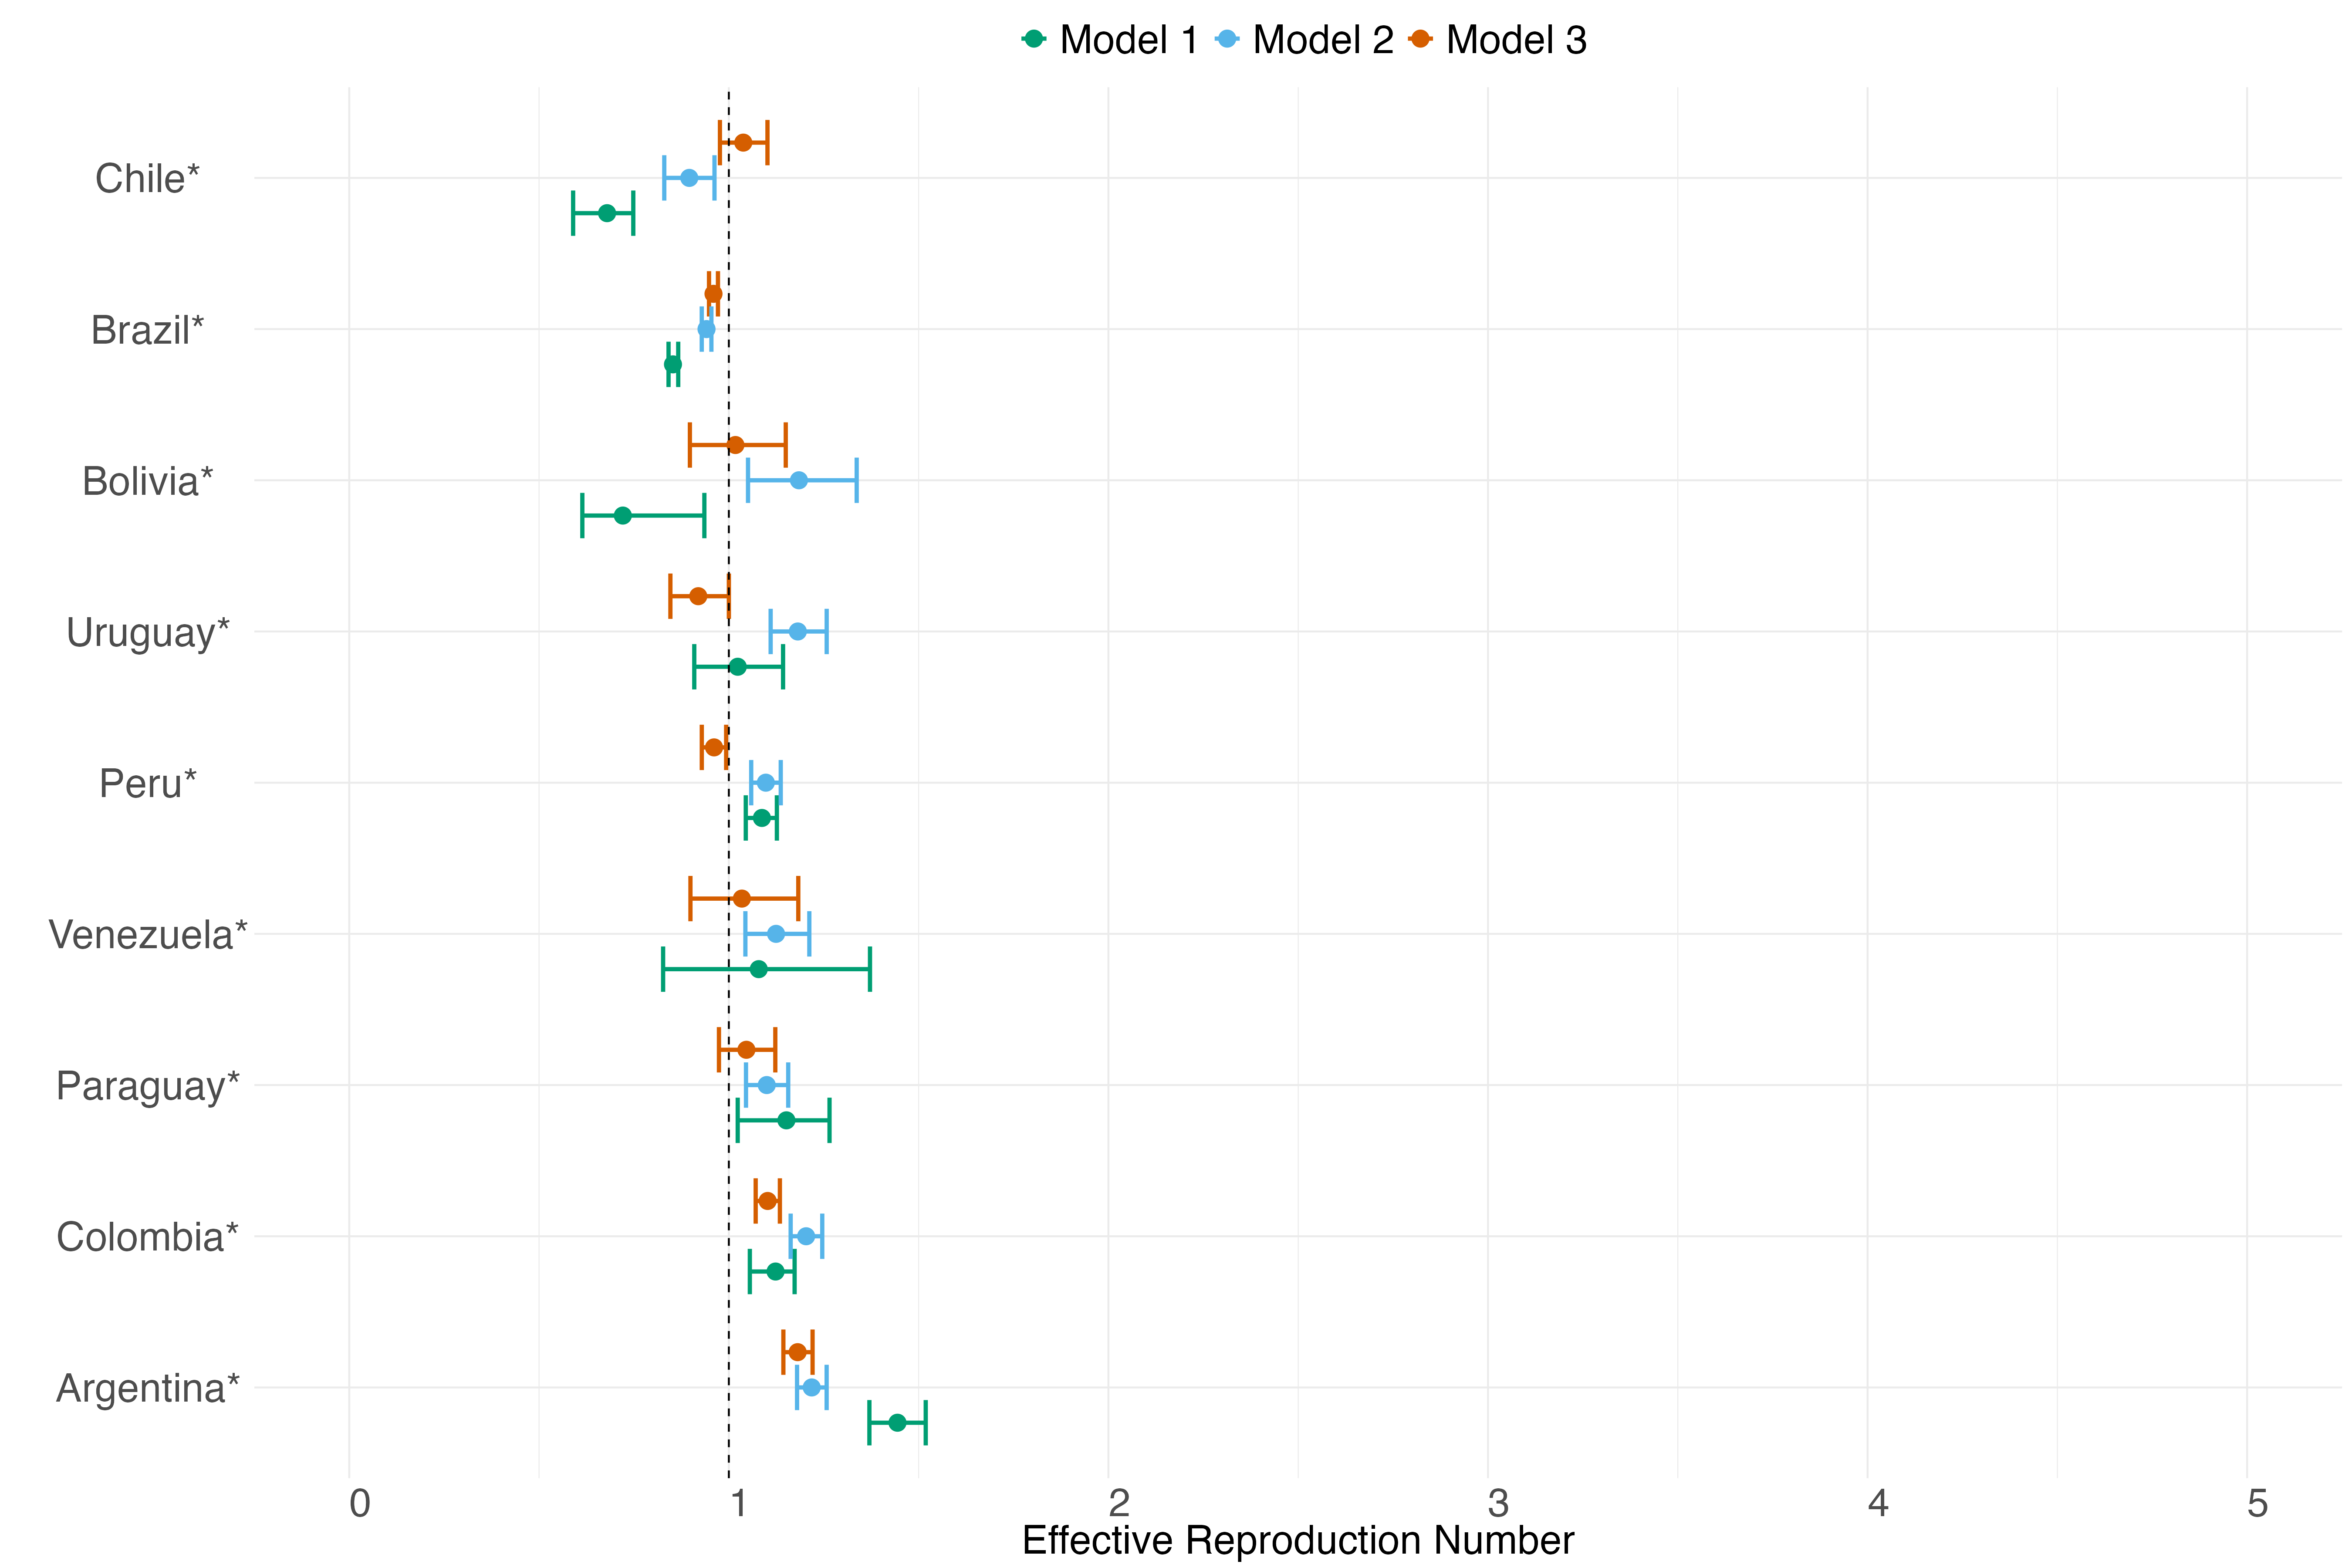 Model 1 Model 2 Model 3
Chile*
Brazil*
Bolivia*
Uruguay*
Peru*
Venezuela*
Paraguay*
Colombia*
Argentina*
0 1 2 3 4 5
Effective Reproduction Number